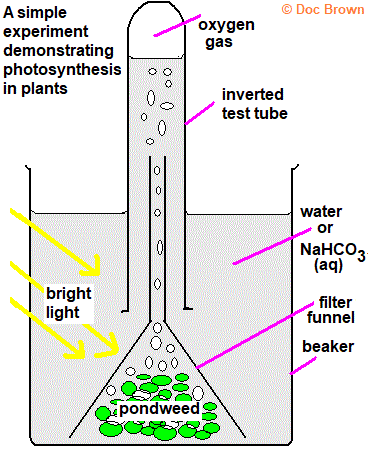 © Doc Brown
A simple
experiment
demonstrating
photosynthesis
in plants
oxygen
gas
inverted
test tube
water
or
NaHCO3
(aq)
bright
light
filter
funnel
beaker
pondweed